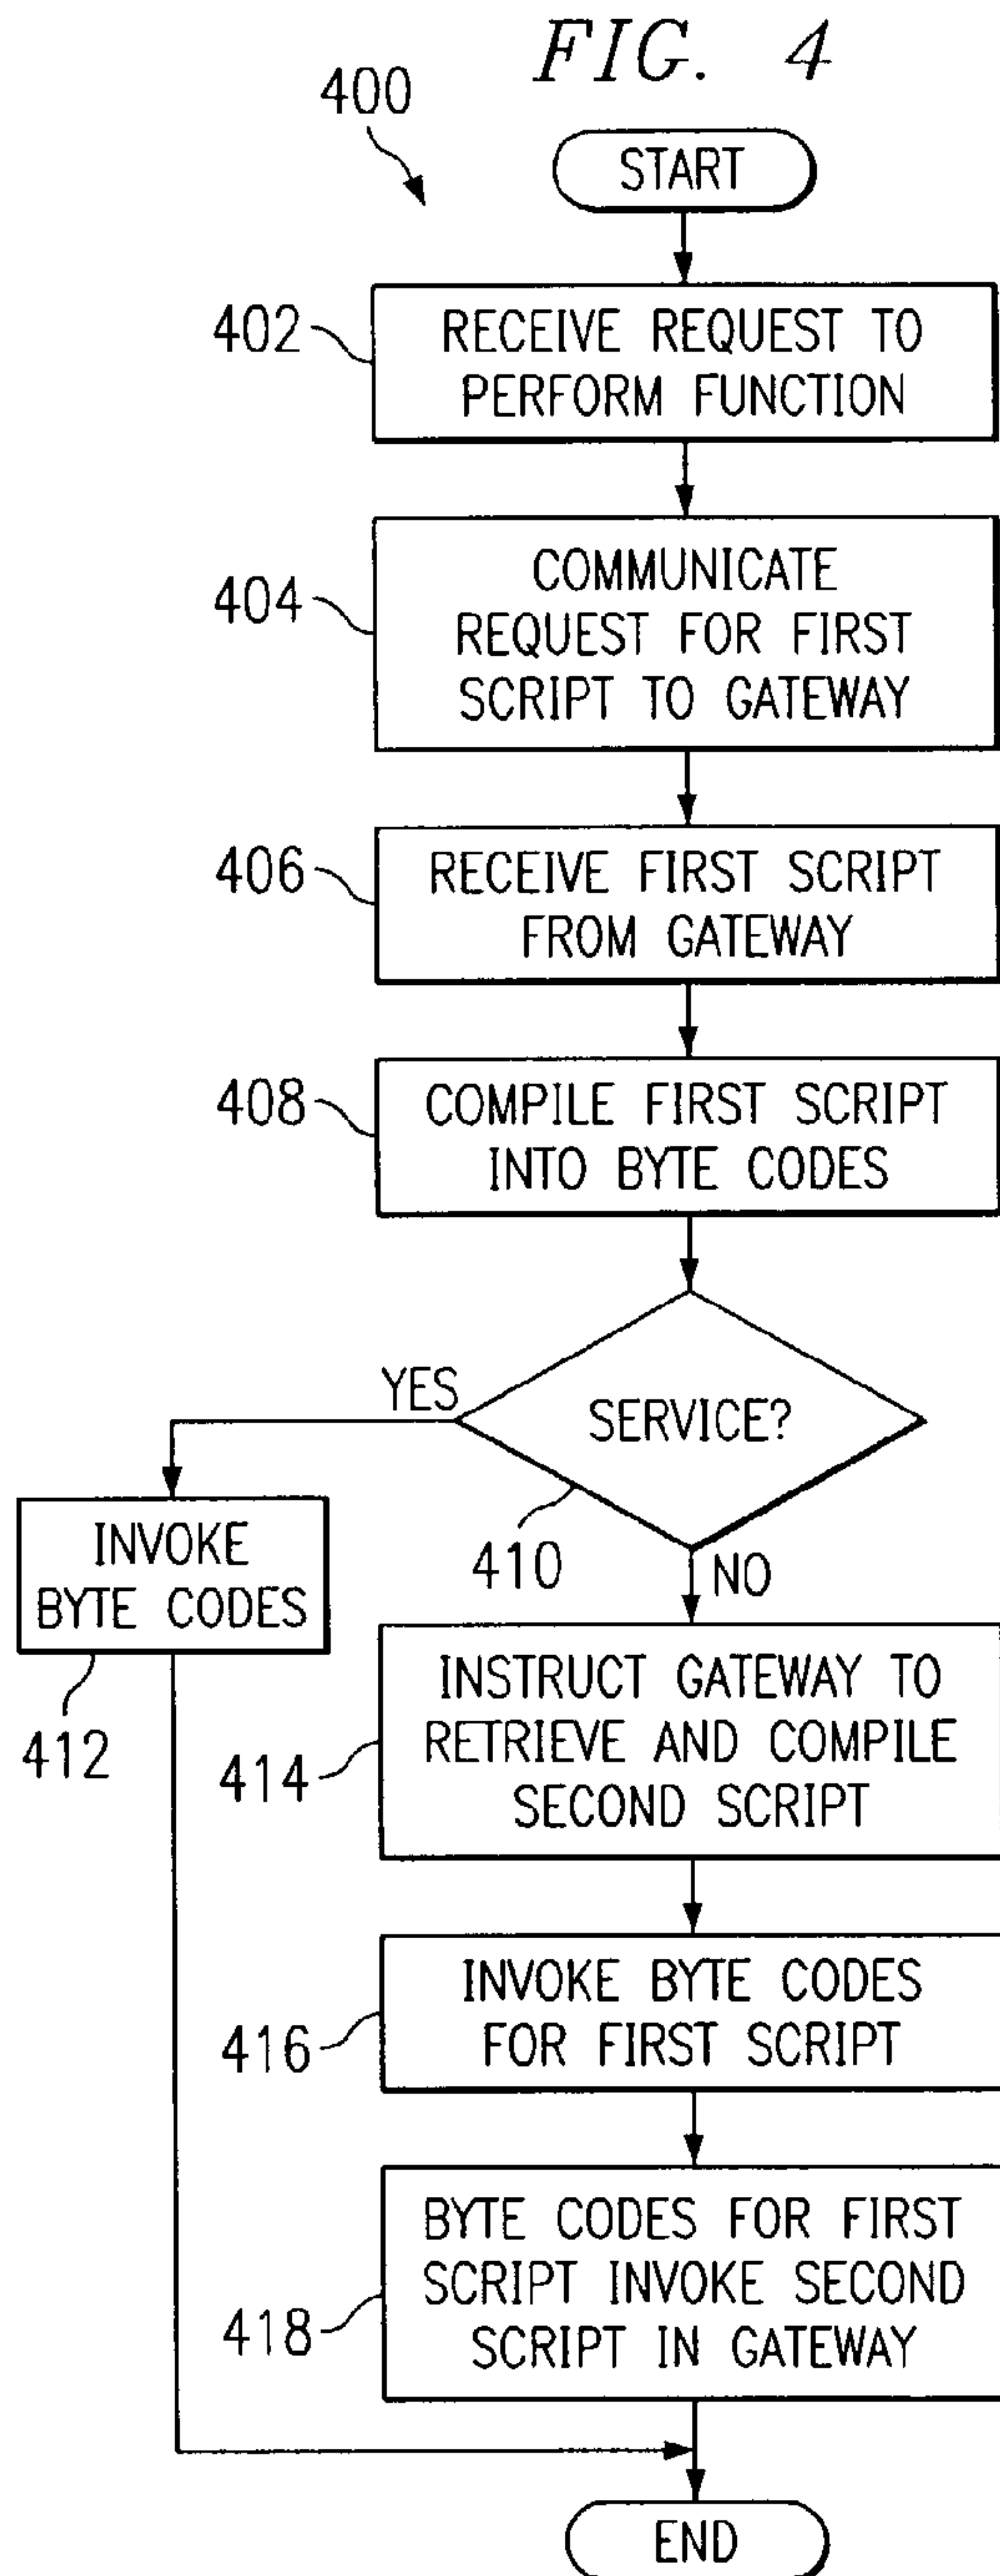 FIG. 4
400
START
402
RECEIVE REQUEST TO
PERFORM FUNCTION
404
COMMUNICATE
REQUEST FOR FIRST
SCRIPT TO GATEWAY
406
RECEIVE FIRST SCRIPT
FROM GATEWAY
408
COMPILE FIRST SCRIPT
INTO BYTE CODES
YES
SERVICE?
410
NO
INVOKE
BYTE CODES
412
414
INSTRUCT GATEWAY TO
RETRIEVE AND COMPILE
SECOND SCRIPT
416
INVOKE BYTE CODES
FOR FIRST SCRIPT
418
BYTE CODES FOR FIRST
SCRIPT INVOKE SECOND
SCRIPT IN GATEWAY
END